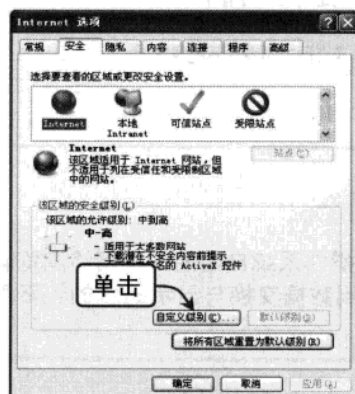 Internet 选项
常规 安全 隐私 内容 连接 程序 高级
选择要查看的区域或更改安全设置。
Internet 本地 Intranet 可信站点 受限站点
Internet
站点(S)
该区域适用于 Internet 网站，但
不适用于列在受信任和受限制区域
中的网站。
该区域的安全级别(L)
该区域的允许级别: 中到高
中-高
- 适用于大多数网站
- 下载潜在不安全内容前提示
名的 ActiveX 控件
单击
自定义级别(C)... 默认级别(D)
将所有区域重置为默认级别(R)
确定 取消 应用(A)